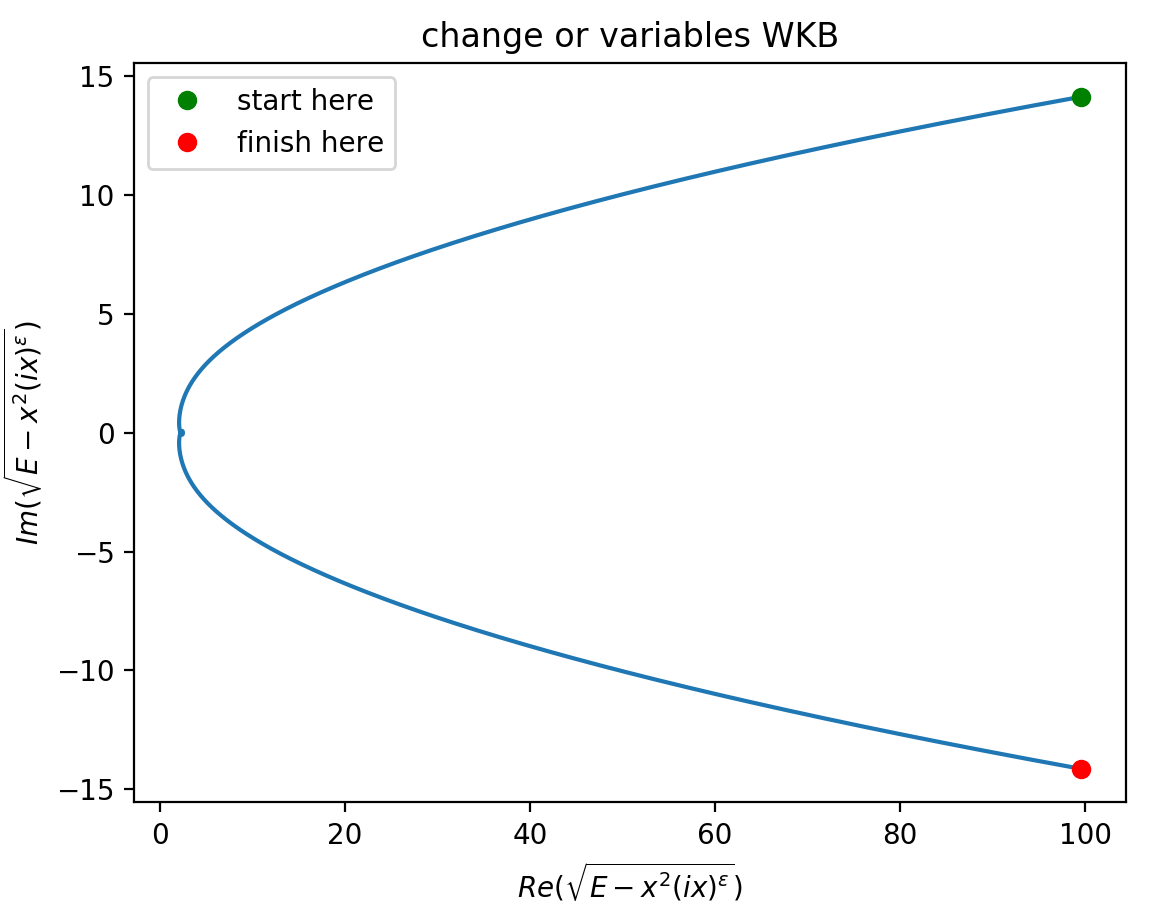 change or variables WKB
15
10
5
0
−5
−10
−15
start here
finish here
Im(√E − x²(ix)^ε)
0 20 40 60 80 100
Re(√E − x²(ix)^ε)